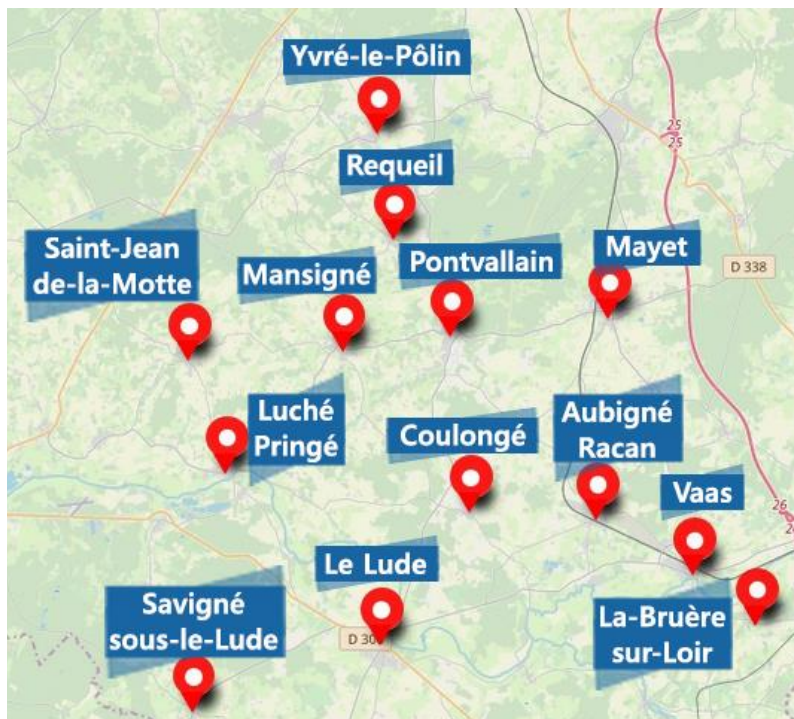 Yvré-le-Pôlin
25
25
Requeil
Saint-Jean
de-la-Motte
Mansigné
Pontvallain
Mayet
D 338
Luché
Pringé
Coulongé
Aubigné
Racan
Vaas
26
26
Le Lude
Savigné
sous-le-Lude
D 30
La-Bruère
sur-Loir